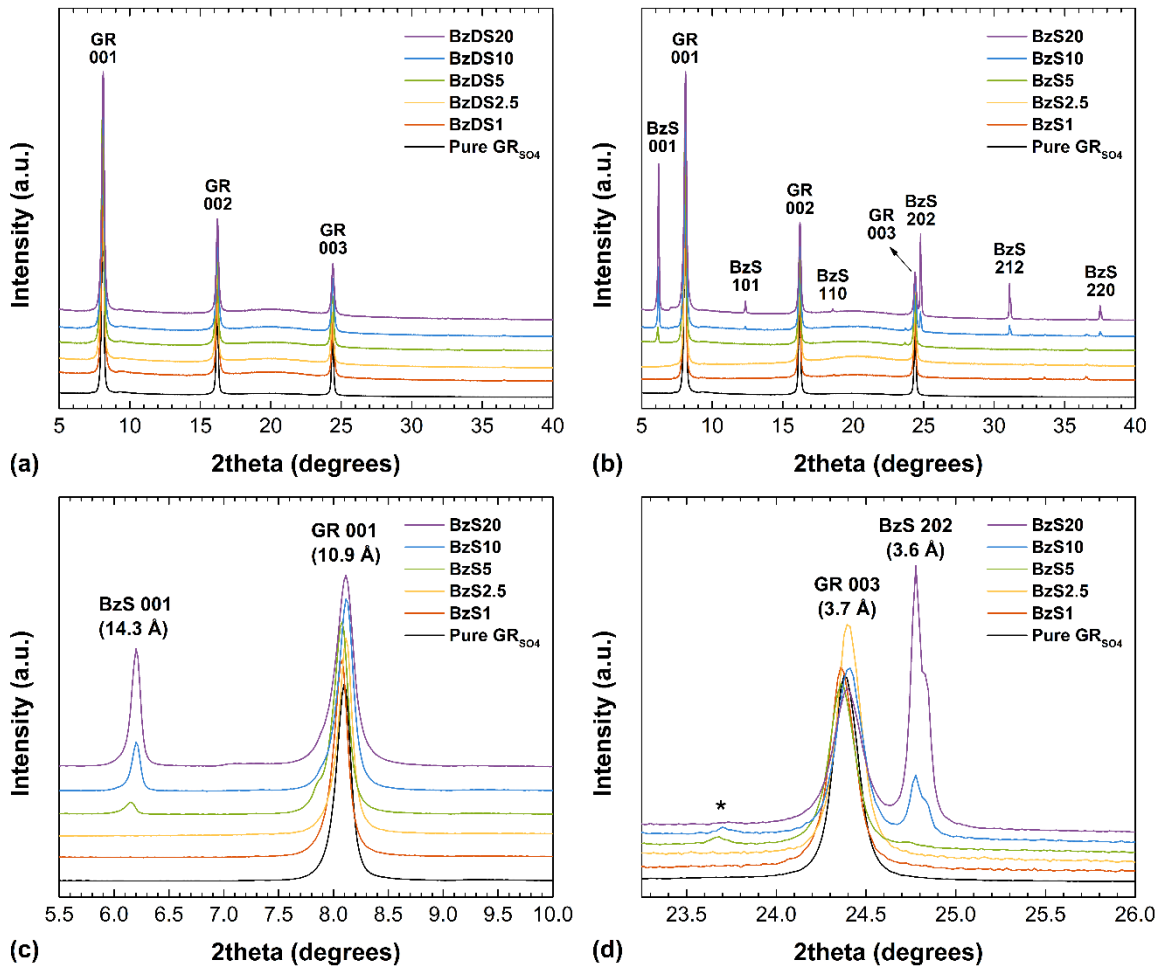 GR
001
GR
002
GR
003
BzDS20
BzDS10
BzDS5
BzDS2.5
BzDS1
Pure GRSO4
Intensity (a.u.)
5 10 15 20 25 30 35 40
2theta (degrees)
(a)
GR
001
BzS
001
BzS
101
BzS
110
GR
002
GR
003
BzS
202
BzS
212
BzS
220
BzS20
BzS10
BzS5
BzS2.5
BzS1
Pure GRSO4
Intensity (a.u.)
5 10 15 20 25 30 35 40
2theta (degrees)
(b)
BzS 001
(14.3 Å)
GR 001
(10.9 Å)
BzS20
BzS10
BzS5
BzS2.5
BzS1
Pure GRSO4
Intensity (a.u.)
5.5 6.0 6.5 7.0 7.5 8.0 8.5 9.0 9.5 10.0
2theta (degrees)
(c)
*
GR 003
(3.7 Å)
BzS 202
(3.6 Å)
BzS20
BzS10
BzS5
BzS2.5
BzS1
Pure GRSO4
Intensity (a.u.)
23.5 24.0 24.5 25.0 25.5 26.0
2theta (degrees)
(d)